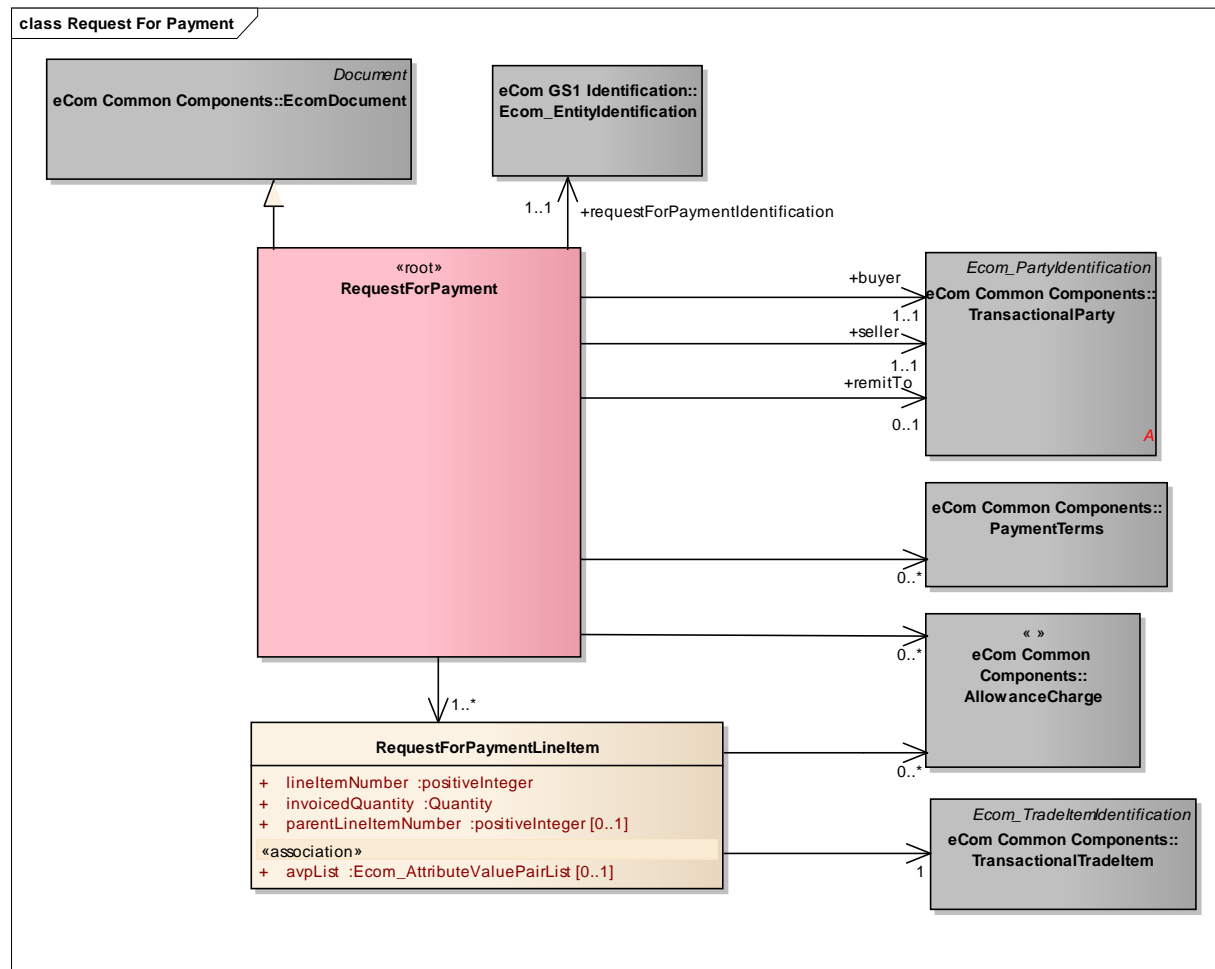 class Request For Payment
Document
eCom Common Components::EcomDocument
eCom GS1 Identification::
Ecom_EntityIdentification
1..1
+requestForPaymentIdentification
«root»
RequestForPayment
+buyer
1..1
+seller
1..1
+remitTo
0..1
Ecom_PartyIdentification
eCom Common Components::
TransactionalParty
A
eCom Common Components::
PaymentTerms
0..*
« »
eCom Common
Components::
AllowanceCharge
0..*
1..*
RequestForPaymentLineItem
+ lineItemNumber :positiveInteger
+ invoicedQuantity :Quantity
+ parentLineItemNumber :positiveInteger [0..1]
«association»
+ avpList :Ecom_AttributeValuePairList [0..1]
0..*
Ecom_TradeItemIdentification
eCom Common Components::
TransactionalTradeItem
1